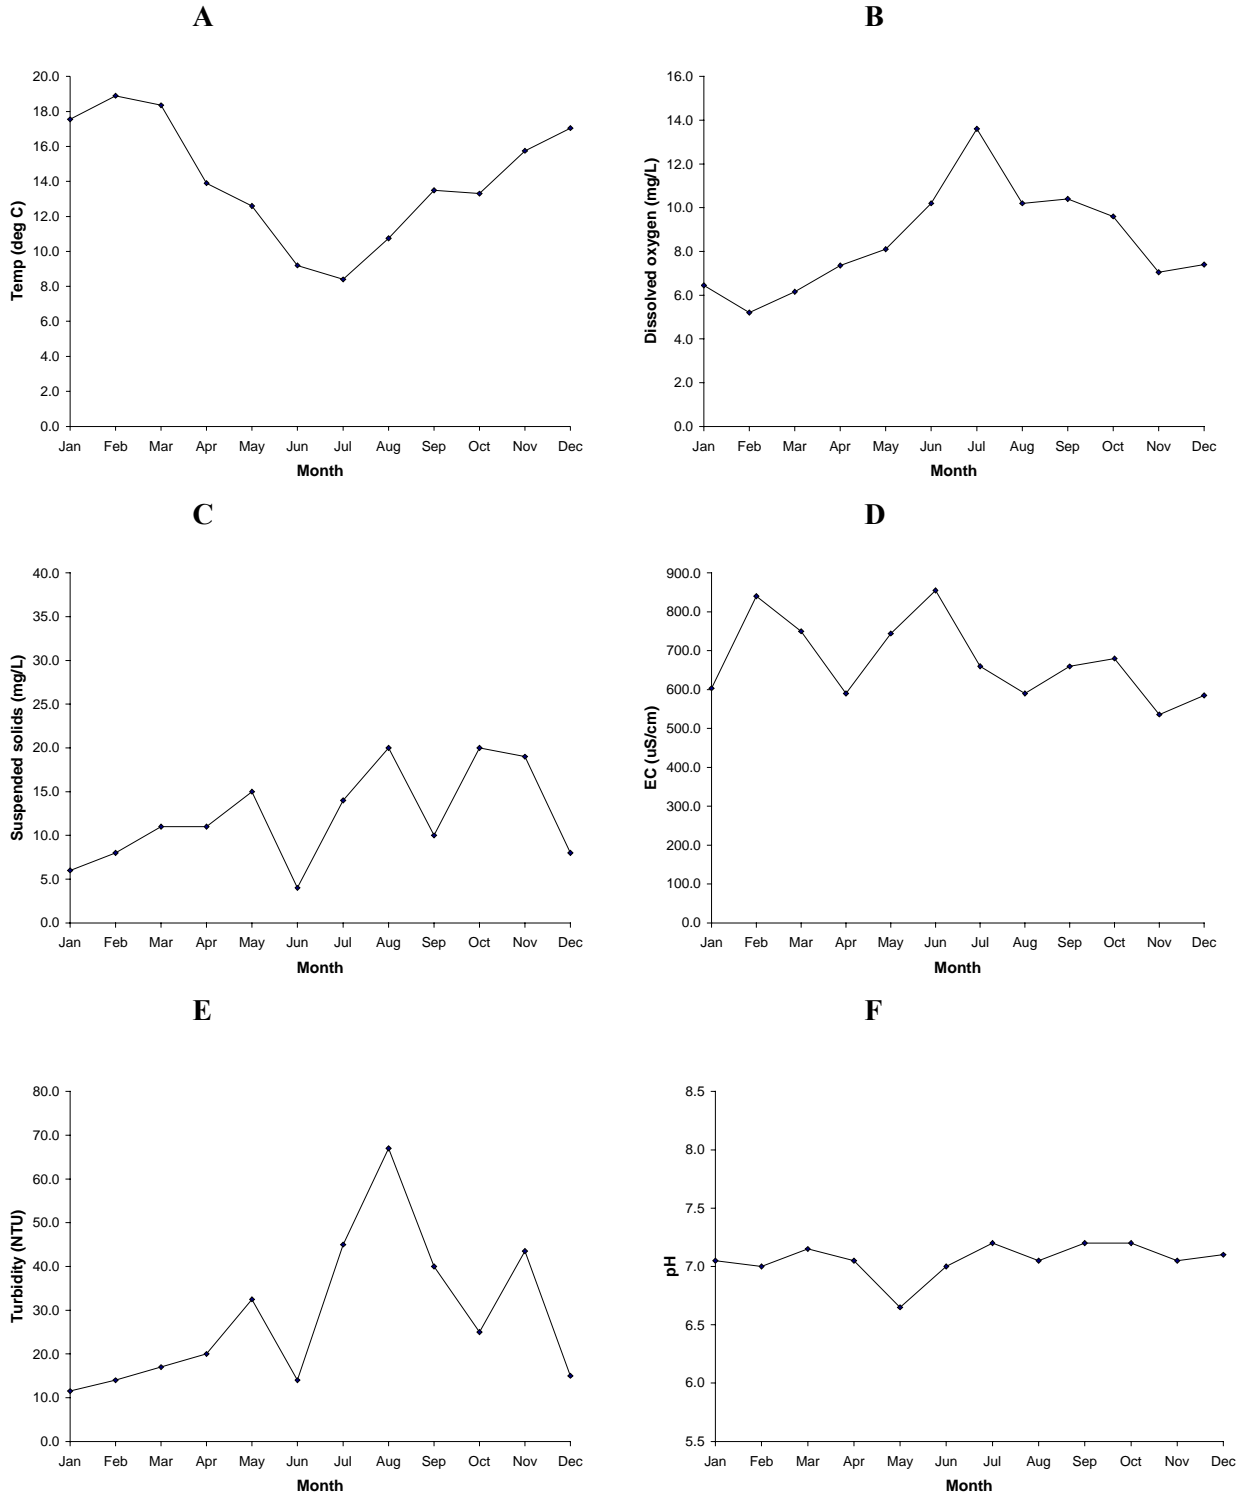 A
20.0
18.0
16.0
14.0
12.0
10.0
8.0
6.0
4.0
2.0
0.0
Temp (deg C)
Jan Feb Mar Apr May Jun Jul Aug Sep Oct Nov Dec
Month
B
16.0
14.0
12.0
10.0
8.0
6.0
4.0
2.0
0.0
Dissolved oxygen (mg/L)
Jan Feb Mar Apr May Jun Jul Aug Sep Oct Nov Dec
Month
C
40.0
35.0
30.0
25.0
20.0
15.0
10.0
5.0
0.0
Suspended solids (mg/L)
Jan Feb Mar Apr May Jun Jul Aug Sep Oct Nov Dec
Month
D
900.0
800.0
700.0
600.0
500.0
400.0
300.0
200.0
100.0
0.0
EC (uS/cm)
Jan Feb Mar Apr May Jun Jul Aug Sep Oct Nov Dec
Month
E
80.0
70.0
60.0
50.0
40.0
30.0
20.0
10.0
0.0
Turbidity (NTU)
Jan Feb Mar Apr May Jun Jul Aug Sep Oct Nov Dec
Month
F
8.5
8.0
7.5
7.0
6.5
6.0
5.5
pH
Jan Feb Mar Apr May Jun Jul Aug Sep Oct Nov Dec
Month